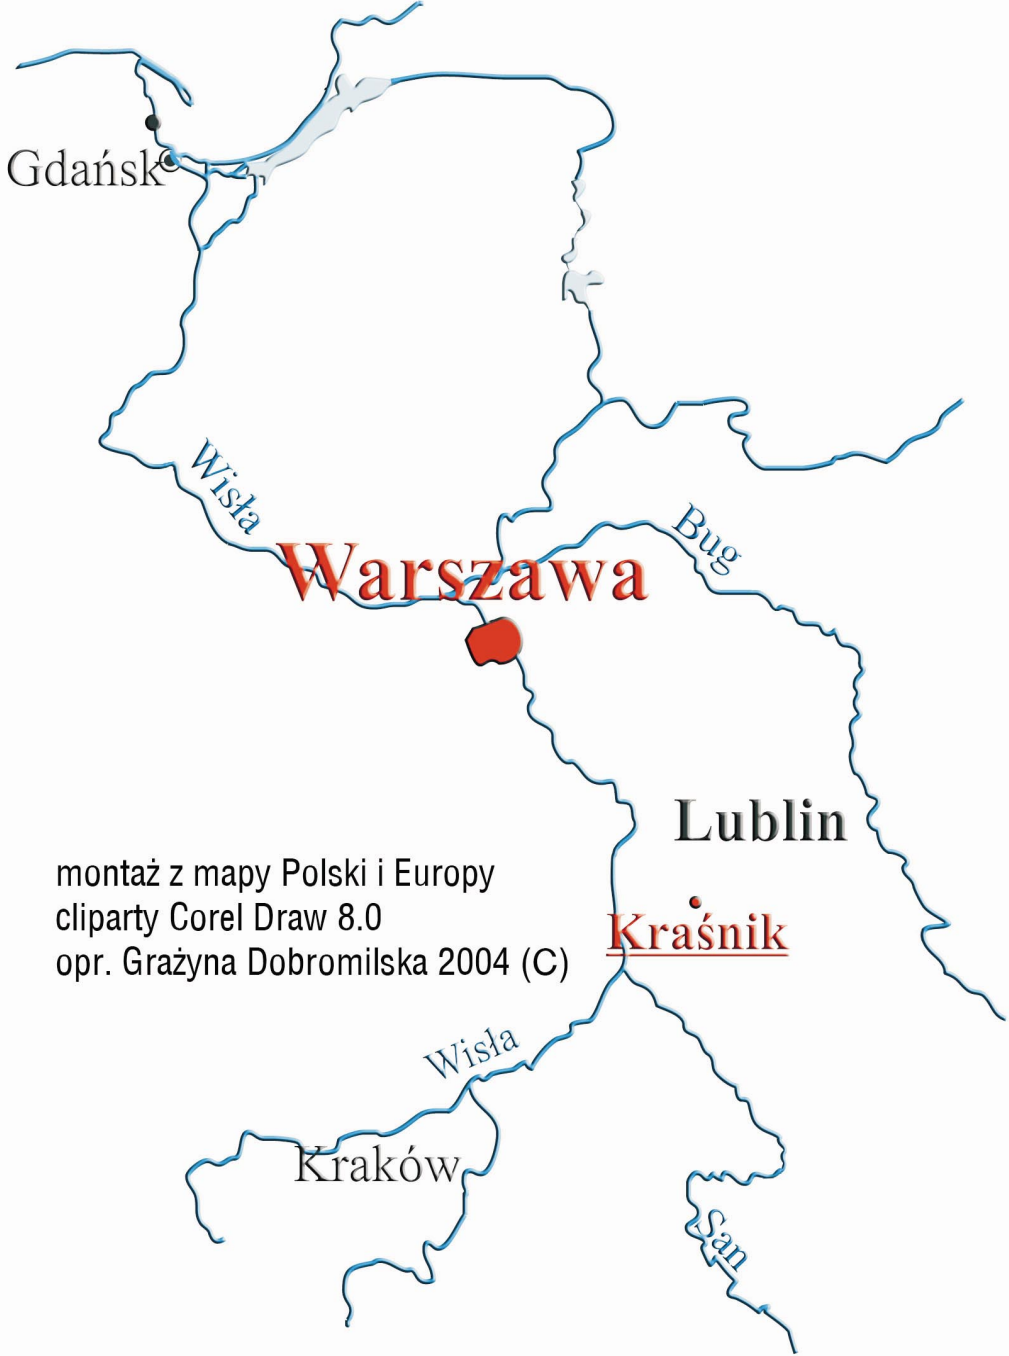 Gdańsk
Wisła
Bug
Warszawa
Lublin
montaż z mapy Polski i Europy
cliparty Corel Draw 8.0
opr. Grażyna Dobromilska 2004 (C)
Kraśnik
Wisła
Kraków
San